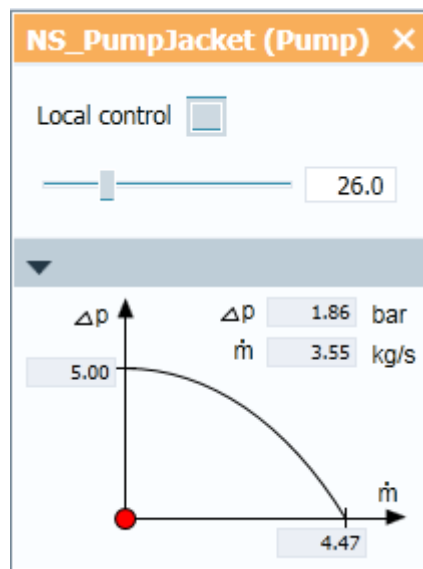 NS_PumpJacket (Pump) ×
Local control
26.0
Δp Δp 1.86 bar
ṁ 3.55 kg/s
5.00
ṁ
4.47